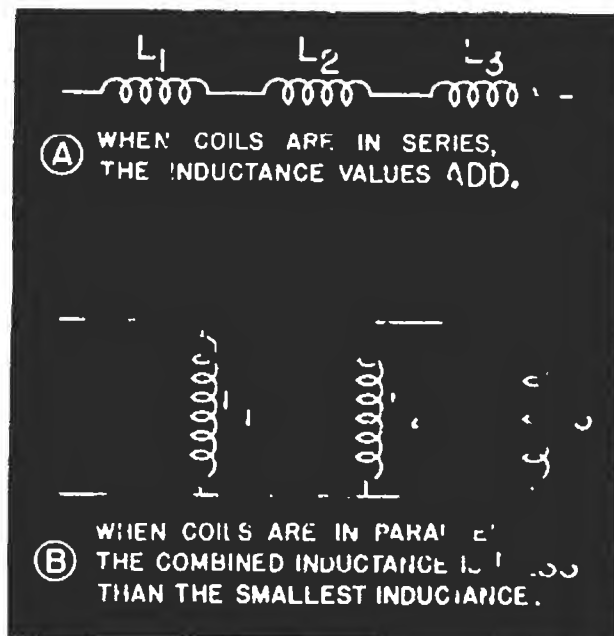 L1 L2 L3
A WHEN COILS ARE IN SERIES,
THE INDUCTANCE VALUES ADD.
WHEN COILS ARE IN
B THE COMBINED INDUCTANCE
THAN THE SMALLEST INDUCTANCE.